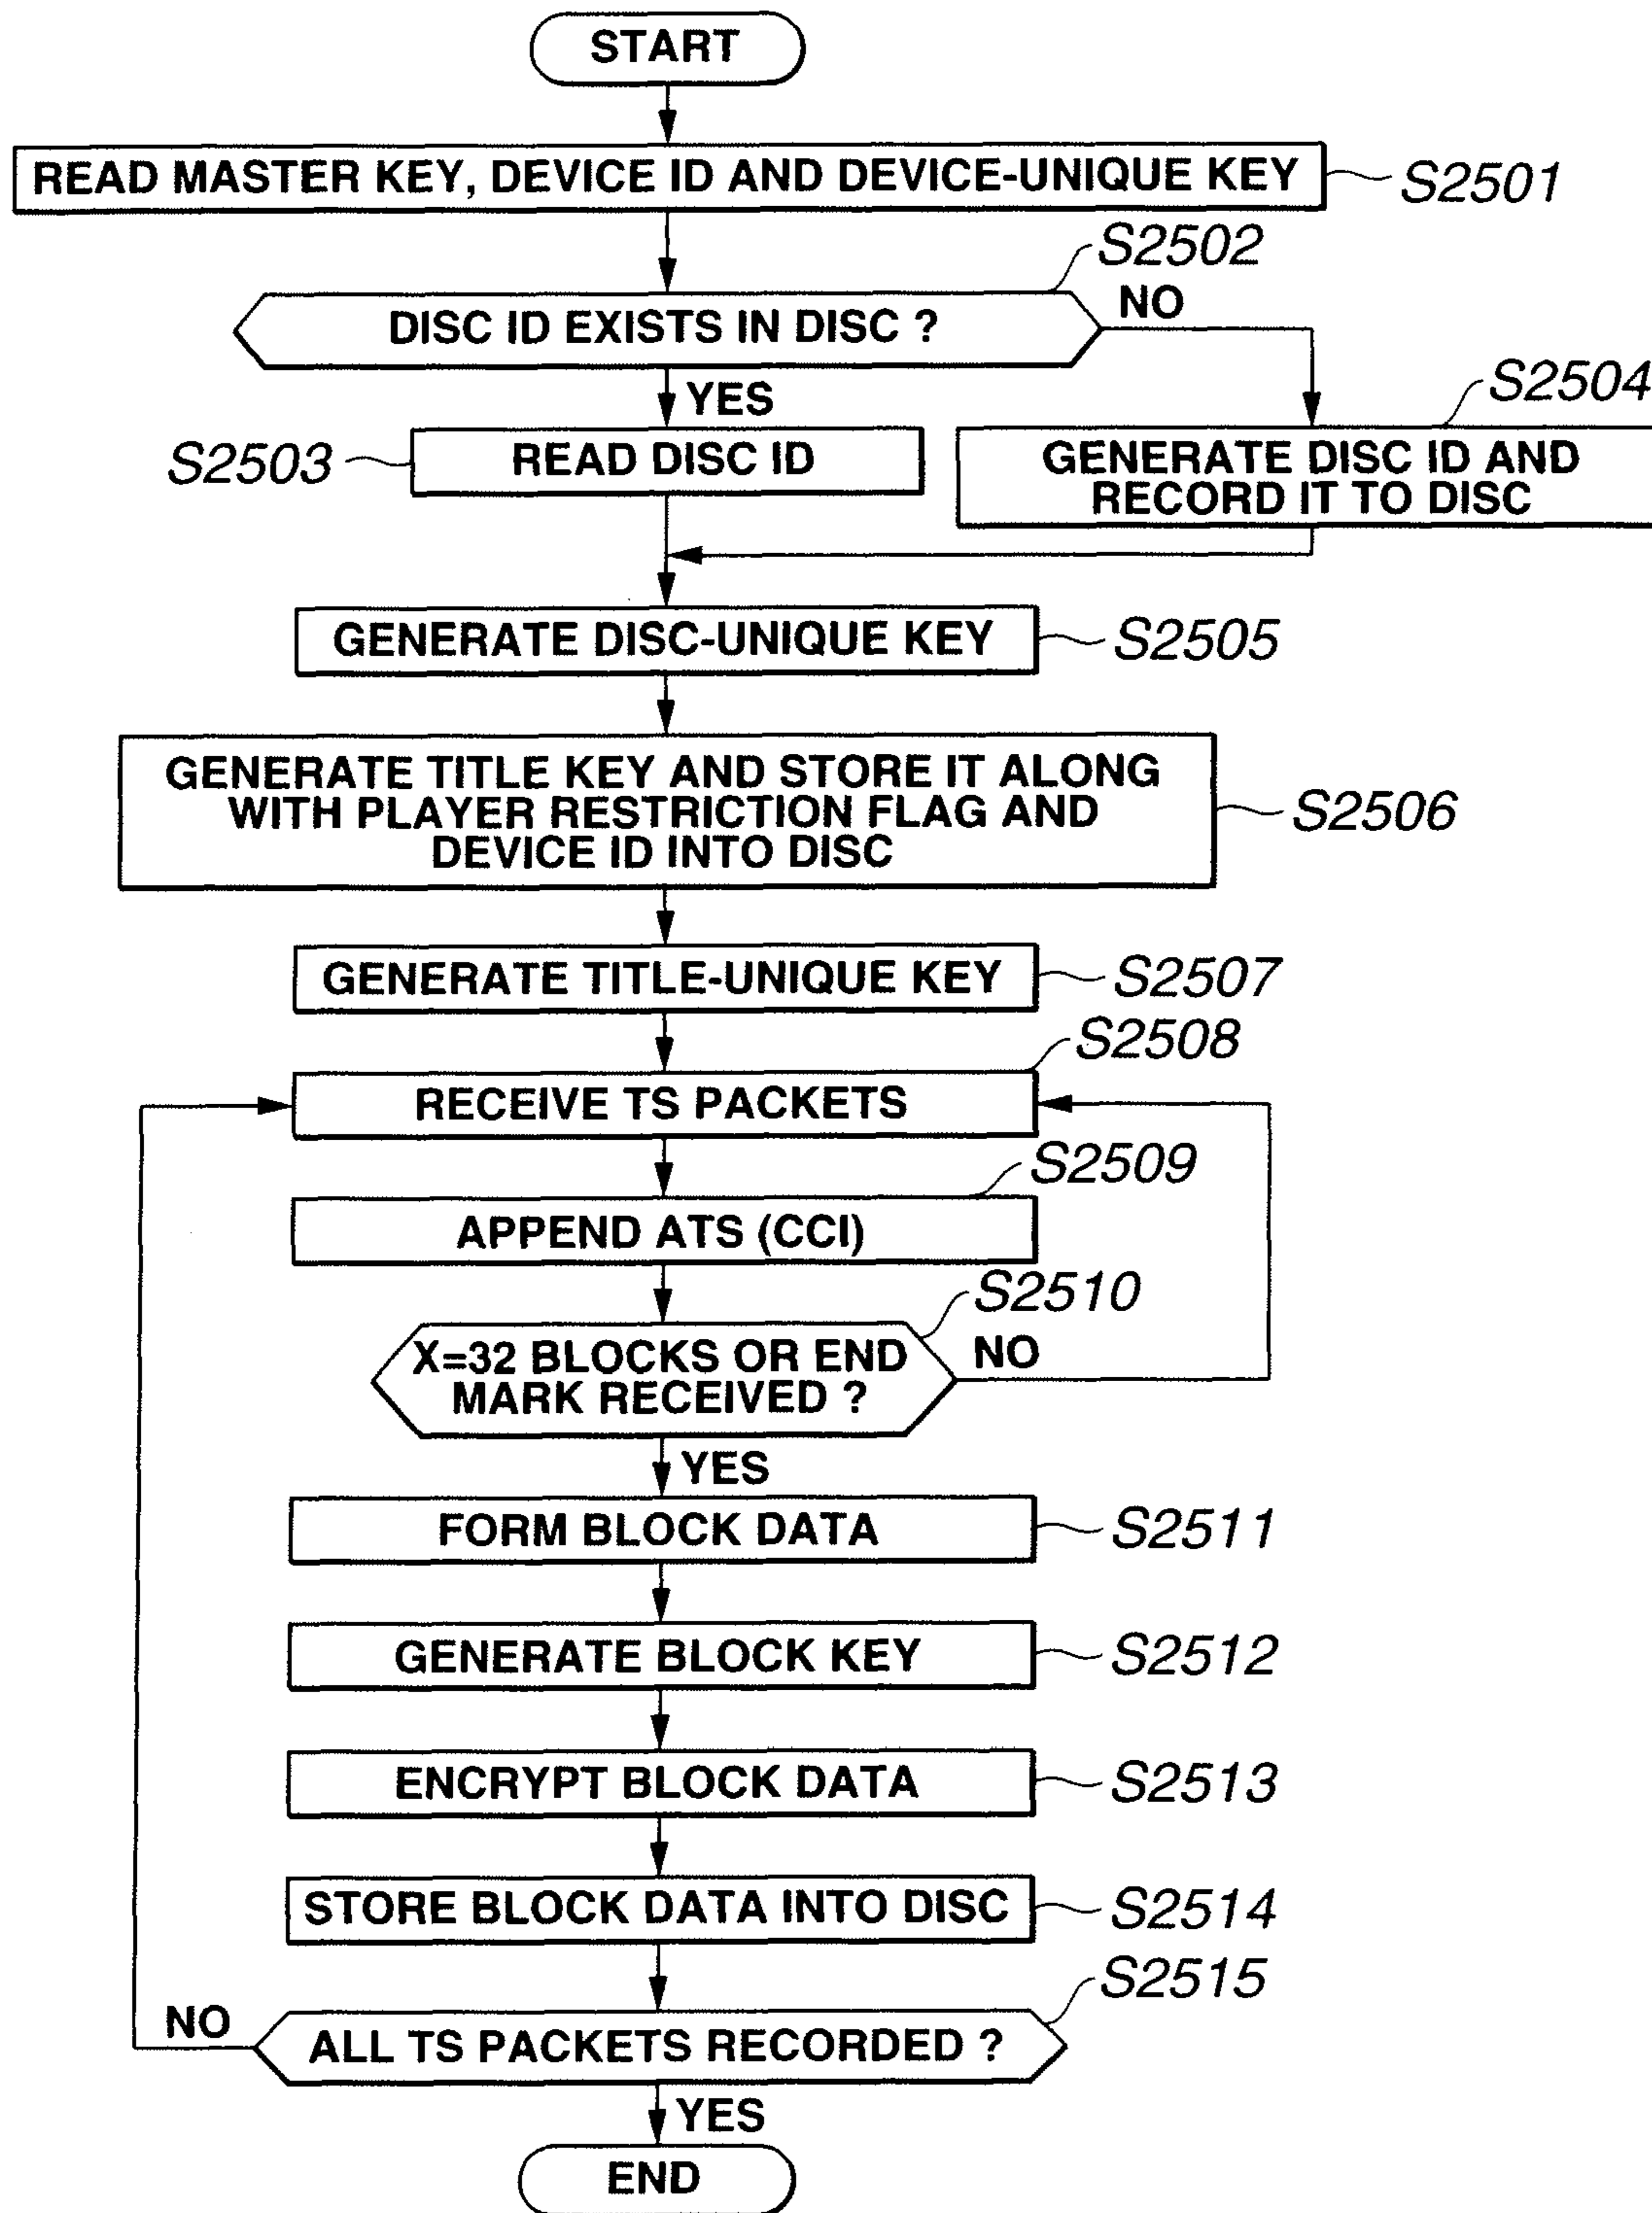 START
READ MASTER KEY, DEVICE ID AND DEVICE-UNIQUE KEY
S2501
S2502
DISC ID EXISTS IN DISC ?
NO
YES
S2504
S2503
READ DISC ID
GENERATE DISC ID AND
RECORD IT TO DISC
GENERATE DISC-UNIQUE KEY
S2505
GENERATE TITLE KEY AND STORE IT ALONG
WITH PLAYER RESTRICTION FLAG AND
DEVICE ID INTO DISC
S2506
GENERATE TITLE-UNIQUE KEY
S2507
S2508
RECEIVE TS PACKETS
S2509
APPEND ATS (CCI)
S2510
X=32 BLOCKS OR END
MARK RECEIVED ?
NO
YES
FORM BLOCK DATA
S2511
GENERATE BLOCK KEY
S2512
ENCRYPT BLOCK DATA
S2513
STORE BLOCK DATA INTO DISC
S2514
S2515
NO
ALL TS PACKETS RECORDED ?
YES
END